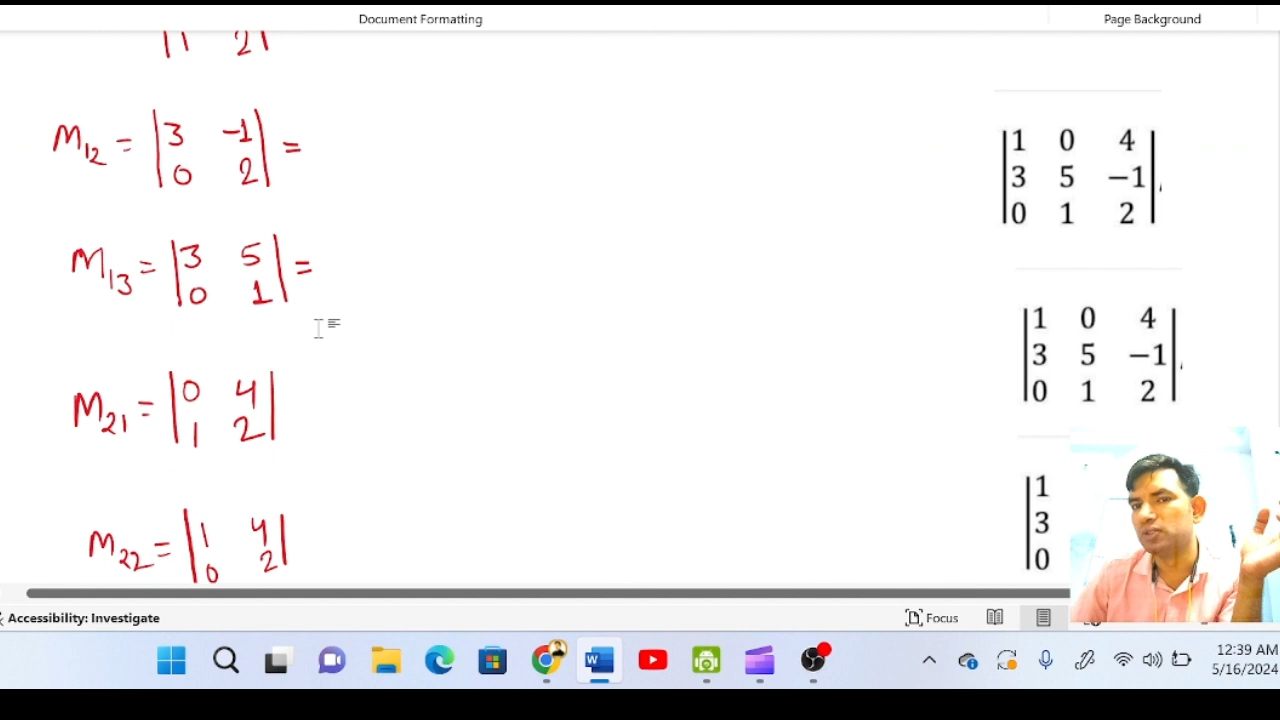 Document Formatting
Page Background
1 2
M12 = |3 -1| =
|0 2|
M13 = |3 5| =
|0 1|
M21 = |0 4|
|1 2|
M22 = |1 4|
|0 2|
|1 0 4|
|3 5 −1|,
|0 1 2|
|1 0 4|
|3 5 −1|,
|0 1 2|
|1
|3
|0
Accessibility: Investigate
Focus
12:39 AM
5/16/2024